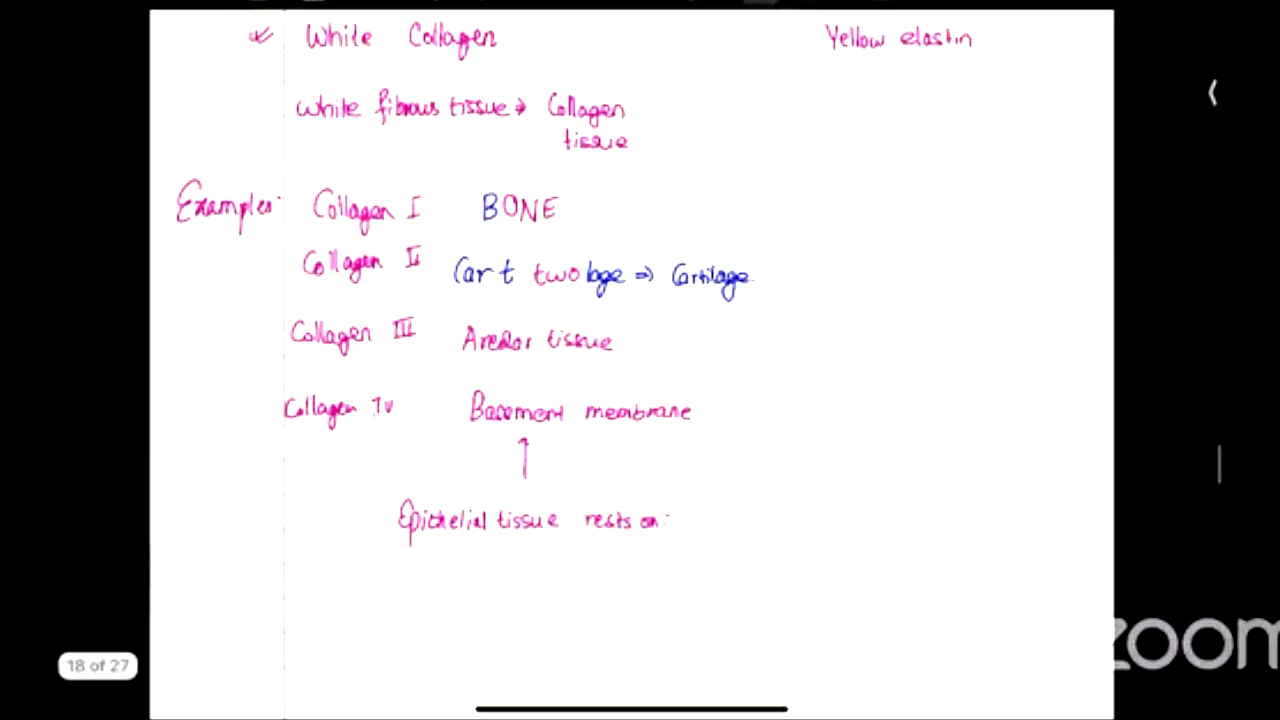 White Collagen Yellow elastin
White fibrous tissue → Collagen
tissue
Examples: Collagen I BONE
Collagen II Cart two lage ⇒ Cartilage
Collagen III Areolar tissue
Collagen IV Basement membrane
↑
Epithelial tissue rests on
18 of 27
zoom